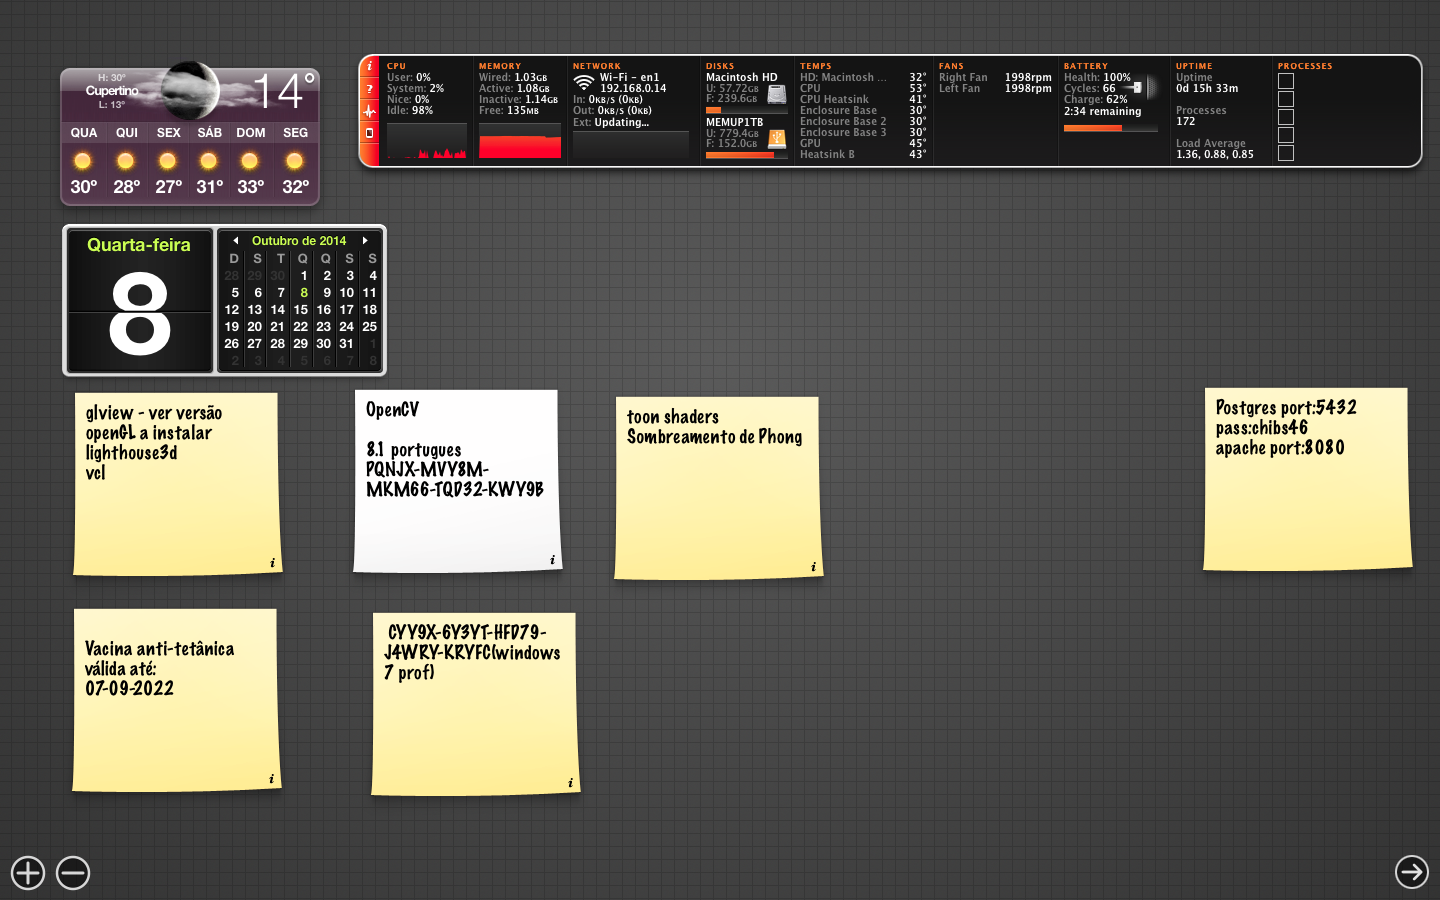 H: 30°
Cupertino
L: 13°
14°
QUA QUI SEX SÁB DOM SEG
30° 28° 27° 31° 33° 32°
CPU
User: 0%
System: 2%
Nice: 0%
Idle: 98%
MEMORY
Wired: 1.03GB
Active: 1.08GB
Inactive: 1.14GB
Free: 135MB
NETWORK
Wi-Fi - en1
192.168.0.14
In: 0KB/S (0KB)
Out: 0KB/S (0KB)
Ext: Updating...
DISKS
Macintosh HD
U: 57.72GB
F: 239.6GB
MEMUP1TB
U: 779.4GB
F: 152.0GB
TEMPS
HD: Macintosh ... 32°
CPU 53°
CPU Heatsink 41°
Enclosure Base 30°
Enclosure Base 2 30°
Enclosure Base 3 30°
GPU 45°
Heatsink B 43°
FANS
Right Fan 1998rpm
Left Fan 1998rpm
BATTERY
Health: 100%
Cycles: 66
Charge: 62%
2:34 remaining
UPTIME
Uptime
0d 15h 33m
Processes
172
Load Average
1.36, 0.88, 0.85
PROCESSES
Quarta-feira
8
Outubro de 2014
D S T Q Q S S
28 29 30 1 2 3 4
5 6 7 8 9 10 11
12 13 14 15 16 17 18
19 20 21 22 23 24 25
26 27 28 29 30 31 1
2 3 4 5 6 7 8
glview - ver versão
openGL a instalar
lighthouse3d
vcl
OpenCV
8.1 portugues
PQNJX-MVY8M-
MKM66-TQD32-KWY9B
toon shaders
Sombreamento de Phong
Postgres port:5432
pass:chibs46
apache port:8080
Vacina anti-tetânica
válida até:
07-09-2022
CYY9X-6Y3YT-HFD79-
J4WRY-KRYFC(windows
7 prof)